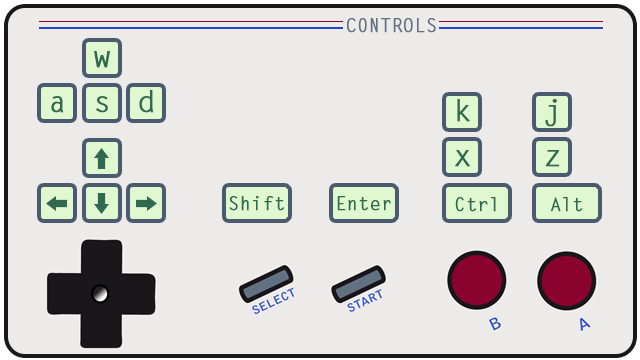 CONTROLS
w
a s d
k j
x z
Shift Enter Ctrl Alt
SELECT START
B A